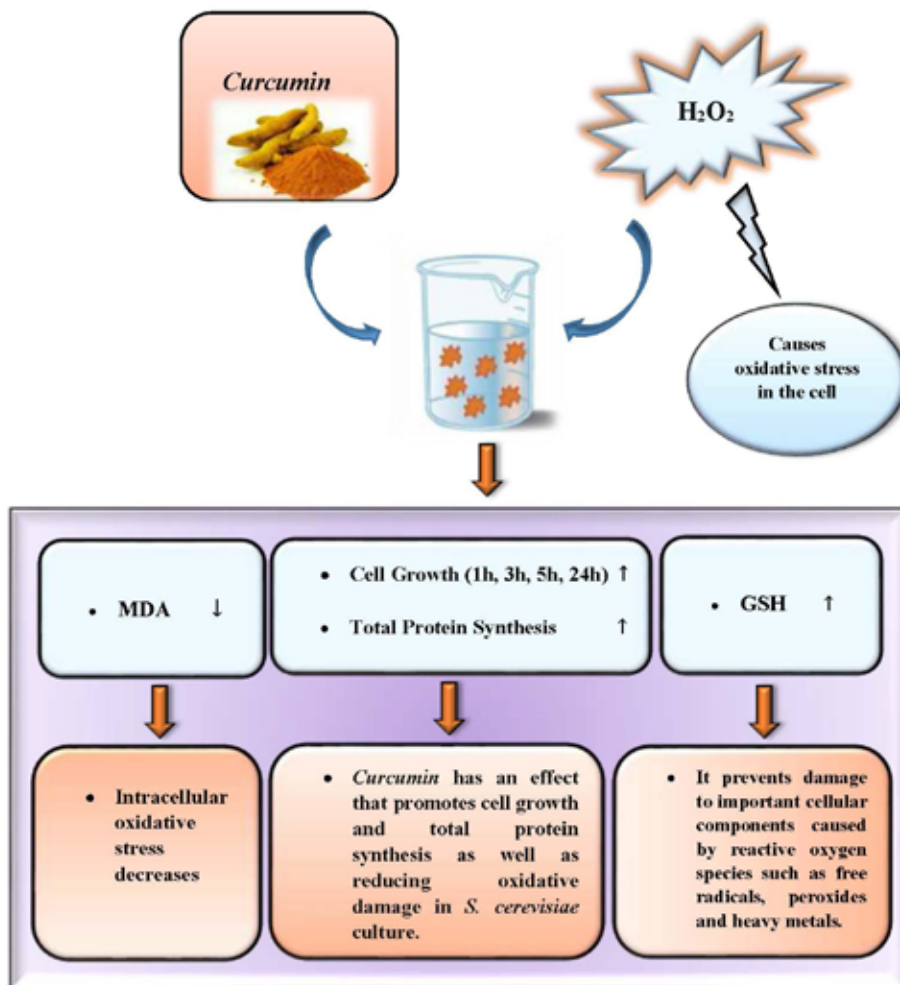 Curcumin
H₂O₂
Causes
oxidative stress
in the cell
• MDA ↓
• Cell Growth (1h, 3h, 5h, 24h) ↑
• Total Protein Synthesis ↑
• GSH ↑
• Intracellular
oxidative
stress
decreases
• Curcumin has an effect
that promotes cell growth
and total protein
synthesis as well as
reducing oxidative
damage in S. cerevisiae
culture.
• It prevents damage
to important cellular
components caused
by reactive oxygen
species such as free
radicals, peroxides
and heavy metals.